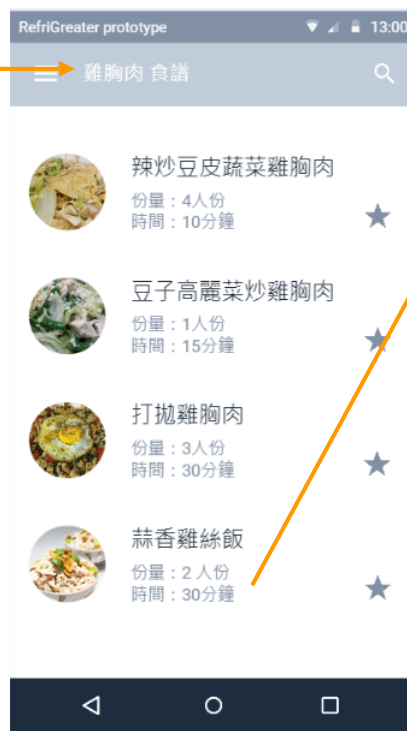 RefriGreater prototype 13:00
雞胸肉 食譜
辣炒豆皮蔬菜雞胸肉
份量：4人份
時間：10分鐘
豆子高麗菜炒雞胸肉
份量：1人份
時間：15分鐘
打拋雞胸肉
份量：3人份
時間：30分鐘
蒜香雞絲飯
份量：2 人份
時間：30分鐘